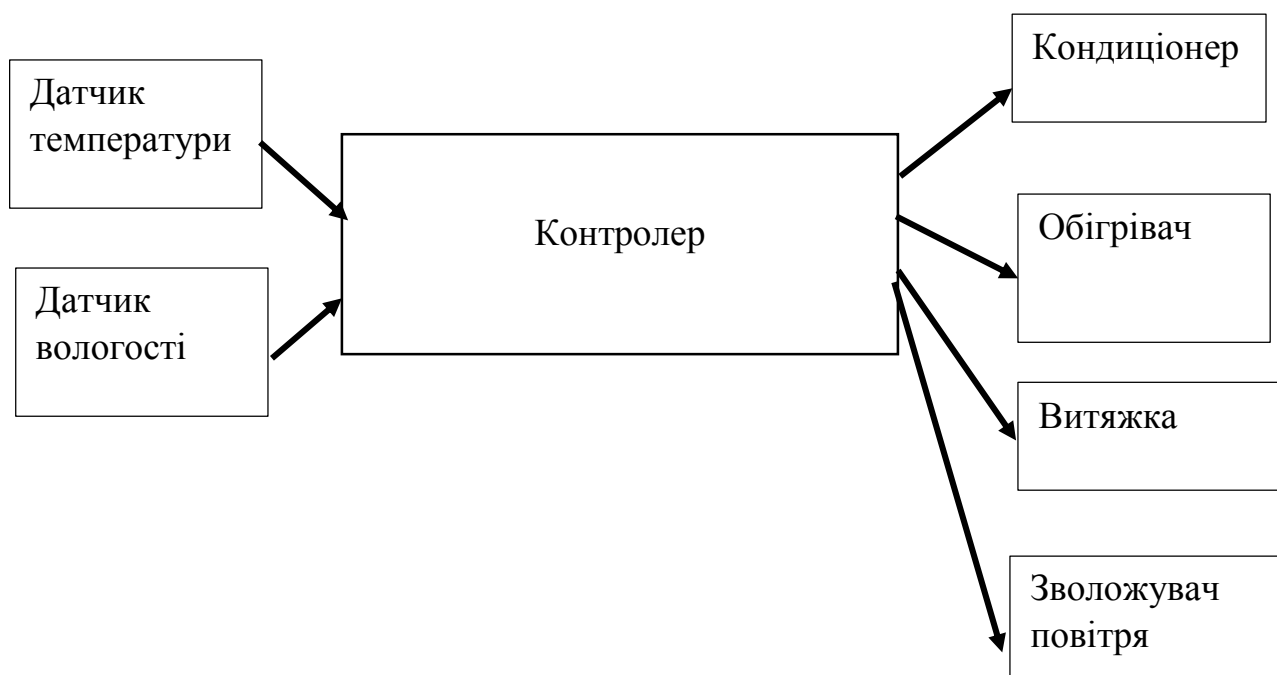 Датчик
температури
Датчик
вологості
Контролер
Кондиціонер
Обігрівач
Витяжка
Зволожувач
повітря